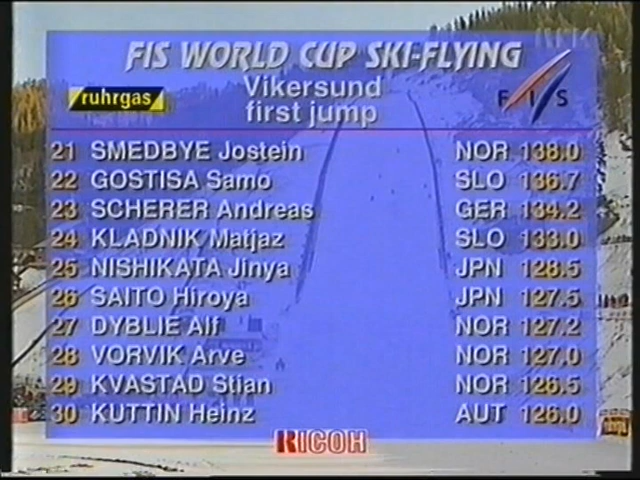 FIS WORLD CUP SKI-FLYING
ruhrgas
Vikersund
first jump
FIS
21 SMEDBYE Jostein NOR 138.0
22 GOSTISA Samo SLO 136.7
23 SCHERER Andreas GER 134.2
24 KLADNIK Matjaz SLO 133.0
25 NISHIKATA Jinya JPN 128.5
26 SAITO Hiroya JPN 127.5
27 DYBLIE Alf NOR 127.2
28 VORVIK Arve NOR 127.0
29 KVASTAD Stian NOR 126.5
30 KUTTIN Heinz AUT 126.0
RICOH